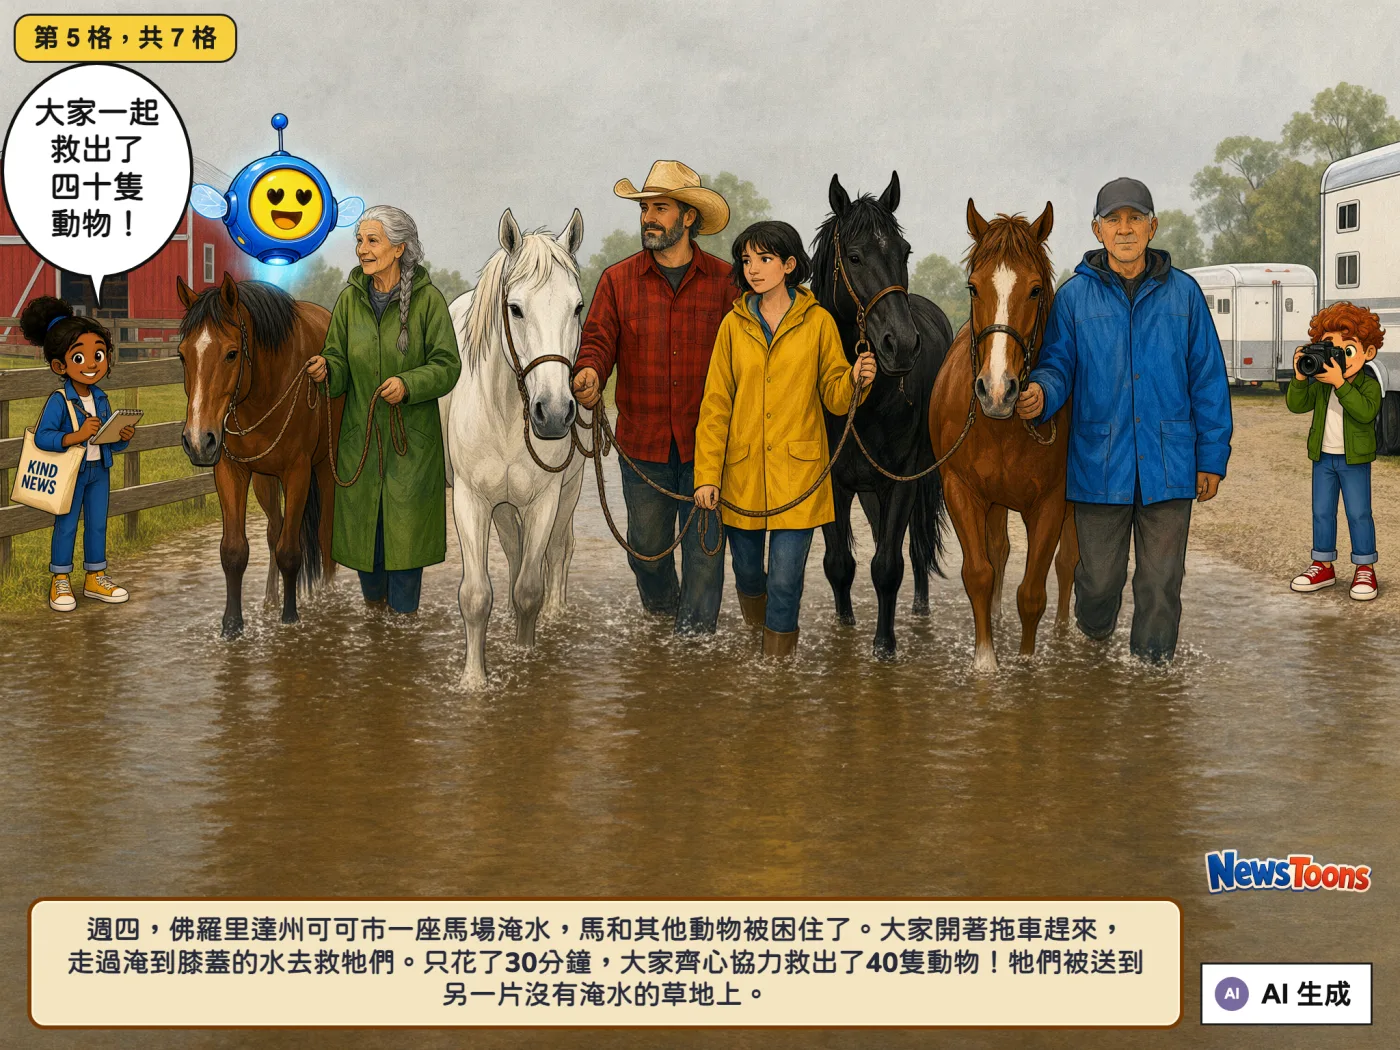 第 5 格，共 7 格
大家一起
救出了
四十隻
動物！
KIND
NEWS
NEWSTOONS
週四，佛羅里達州可可市一座馬場淹水，馬和其他動物被困住了。大家開著拖車趕來，
走過淹到膝蓋的水去救牠們。只花了30分鐘，大家齊心協力救出了40隻動物！牠們被送到
另一片沒有淹水的草地上。
AI AI 生成